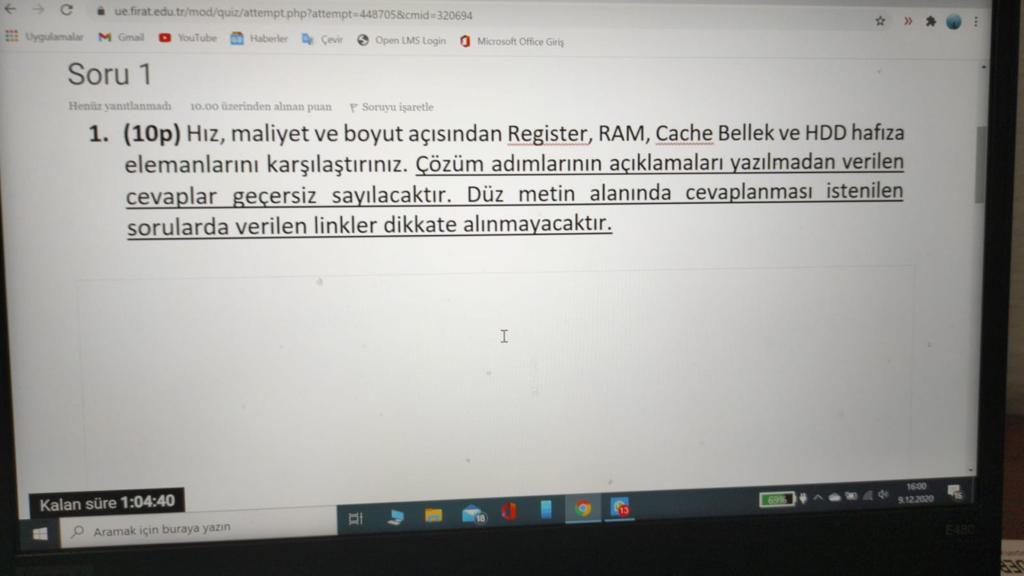 ue.firat.edu.tr/mod/quiz/attempt.php?attempt=448705&cmid=320694
Uygulamalar Gmail YouTube Haberler Çevir Open LMS Login Microsoft Office Giriş
Soru 1
Henüz yanıtlanmadı 10.00 üzerinden alınan puan Soruyu işaretle
1. (10p) Hız, maliyet ve boyut açısından Register, RAM, Cache Bellek ve HDD hafıza
elemanlarını karşılaştırınız. Çözüm adımlarının açıklamaları yazılmadan verilen
cevaplar geçersiz sayılacaktır. Düz metin alanında cevaplanması istenilen
sorularda verilen linkler dikkate alınmayacaktır.
Kalan süre 1:04:40
Aramak için buraya yazın
18
13
69%
16:00
9.12.2020
E480